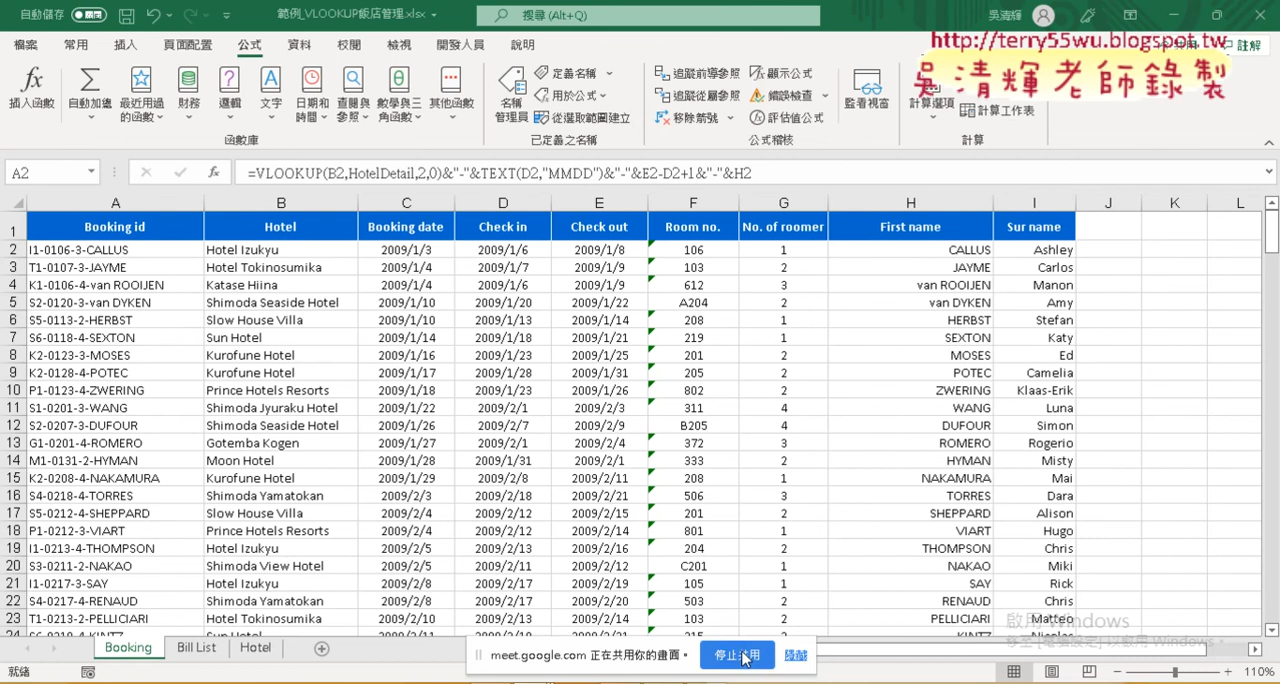 自動儲存 範例_VLOOKUP飯店管理.xlsx 搜尋 (Alt+Q) 吳清輝
檔案 常用 插入 頁面配置 公式 資料 校閱 檢視 開發人員 說明 註解
http://terry55wu.blogspot.tw
吳清輝老師錄製
插入函數 自動加總 最近用過的函數 財務 邏輯 文字 日期和時間 查閱與參照 數學與三角函數 其他函數
名稱管理員 定義名稱 用於公式 從選取範圍建立
追蹤前導參照 追蹤從屬參照 移除箭號 顯示公式 錯誤檢查 評估值公式 監看視窗 計算選項 計算工作表
函數庫 已定義之名稱 公式稽核 計算
A2 fx =VLOOKUP(B2,HotelDetail,2,0)&"-"&TEXT(D2,"MMDD")&"-"&E2-D2+1&"-"&H2
A B C D E F G H I J K L
1 Booking id Hotel Booking date Check in Check out Room no. No. of roomer First name Sur name
2 I1-0106-3-CALLUS Hotel Izukyu 2009/1/3 2009/1/6 2009/1/8 106 1 CALLUS Ashley
3 T1-0107-3-JAYME Hotel Tokinosumika 2009/1/4 2009/1/7 2009/1/9 103 2 JAYME Carlos
4 K1-0106-4-van ROOIJEN Katase Hiina 2009/1/4 2009/1/6 2009/1/9 612 3 van ROOIJEN Manon
5 S2-0120-3-van DYKEN Shimoda Seaside Hotel 2009/1/10 2009/1/20 2009/1/22 A204 2 van DYKEN Amy
6 S5-0113-2-HERBST Slow House Villa 2009/1/10 2009/1/13 2009/1/14 208 1 HERBST Stefan
7 S6-0118-4-SEXTON Sun Hotel 2009/1/14 2009/1/18 2009/1/21 219 1 SEXTON Katy
8 K2-0123-3-MOSES Kurofune Hotel 2009/1/16 2009/1/23 2009/1/25 201 2 MOSES Ed
9 K2-0128-4-POTEC Kurofune Hotel 2009/1/17 2009/1/28 2009/1/31 205 2 POTEC Camelia
10 P1-0123-4-ZWERING Prince Hotels Resorts 2009/1/18 2009/1/23 2009/1/26 802 2 ZWERING Klaas-Erik
11 S1-0201-3-WANG Shimoda Jyuraku Hotel 2009/1/22 2009/2/1 2009/2/3 311 4 WANG Luna
12 S2-0207-3-DUFOUR Shimoda Seaside Hotel 2009/1/26 2009/2/7 2009/2/9 B205 4 DUFOUR Simon
13 G1-0201-4-ROMERO Gotemba Kogen 2009/1/27 2009/2/1 2009/2/4 372 3 ROMERO Rogerio
14 M1-0131-2-HYMAN Moon Hotel 2009/1/28 2009/1/31 2009/2/1 333 2 HYMAN Misty
15 K2-0208-4-NAKAMURA Kurofune Hotel 2009/1/29 2009/2/8 2009/2/11 208 1 NAKAMURA Mai
16 S4-0218-4-TORRES Shimoda Yamatokan 2009/2/3 2009/2/18 2009/2/21 506 3 TORRES Dara
17 S5-0212-4-SHEPPARD Slow House Villa 2009/2/4 2009/2/12 2009/2/15 201 2 SHEPPARD Alison
18 P1-0212-3-VIART Prince Hotels Resorts 2009/2/4 2009/2/12 2009/2/14 801 1 VIART Hugo
19 I1-0213-4-THOMPSON Hotel Izukyu 2009/2/5 2009/2/13 2009/2/16 204 2 THOMPSON Chris
20 S3-0211-2-NAKAO Shimoda View Hotel 2009/2/5 2009/2/11 2009/2/12 C201 1 NAKAO Miki
21 I1-0217-3-SAY Hotel Izukyu 2009/2/8 2009/2/17 2009/2/19 105 1 SAY Rick
22 S4-0217-4-RENAUD Shimoda Yamatokan 2009/2/8 2009/2/17 2009/2/20 503 2 RENAUD Chris
23 T1-0213-2-PELLICIARI Hotel Tokinosumika 2009/2/10 2009/2/13 2009/2/14 103 2 PELLICIARI Matteo
啟用 Windows
Booking Bill List Hotel
meet.google.com 正在共用你的畫面。 停止共用 隱藏
就緒 110%